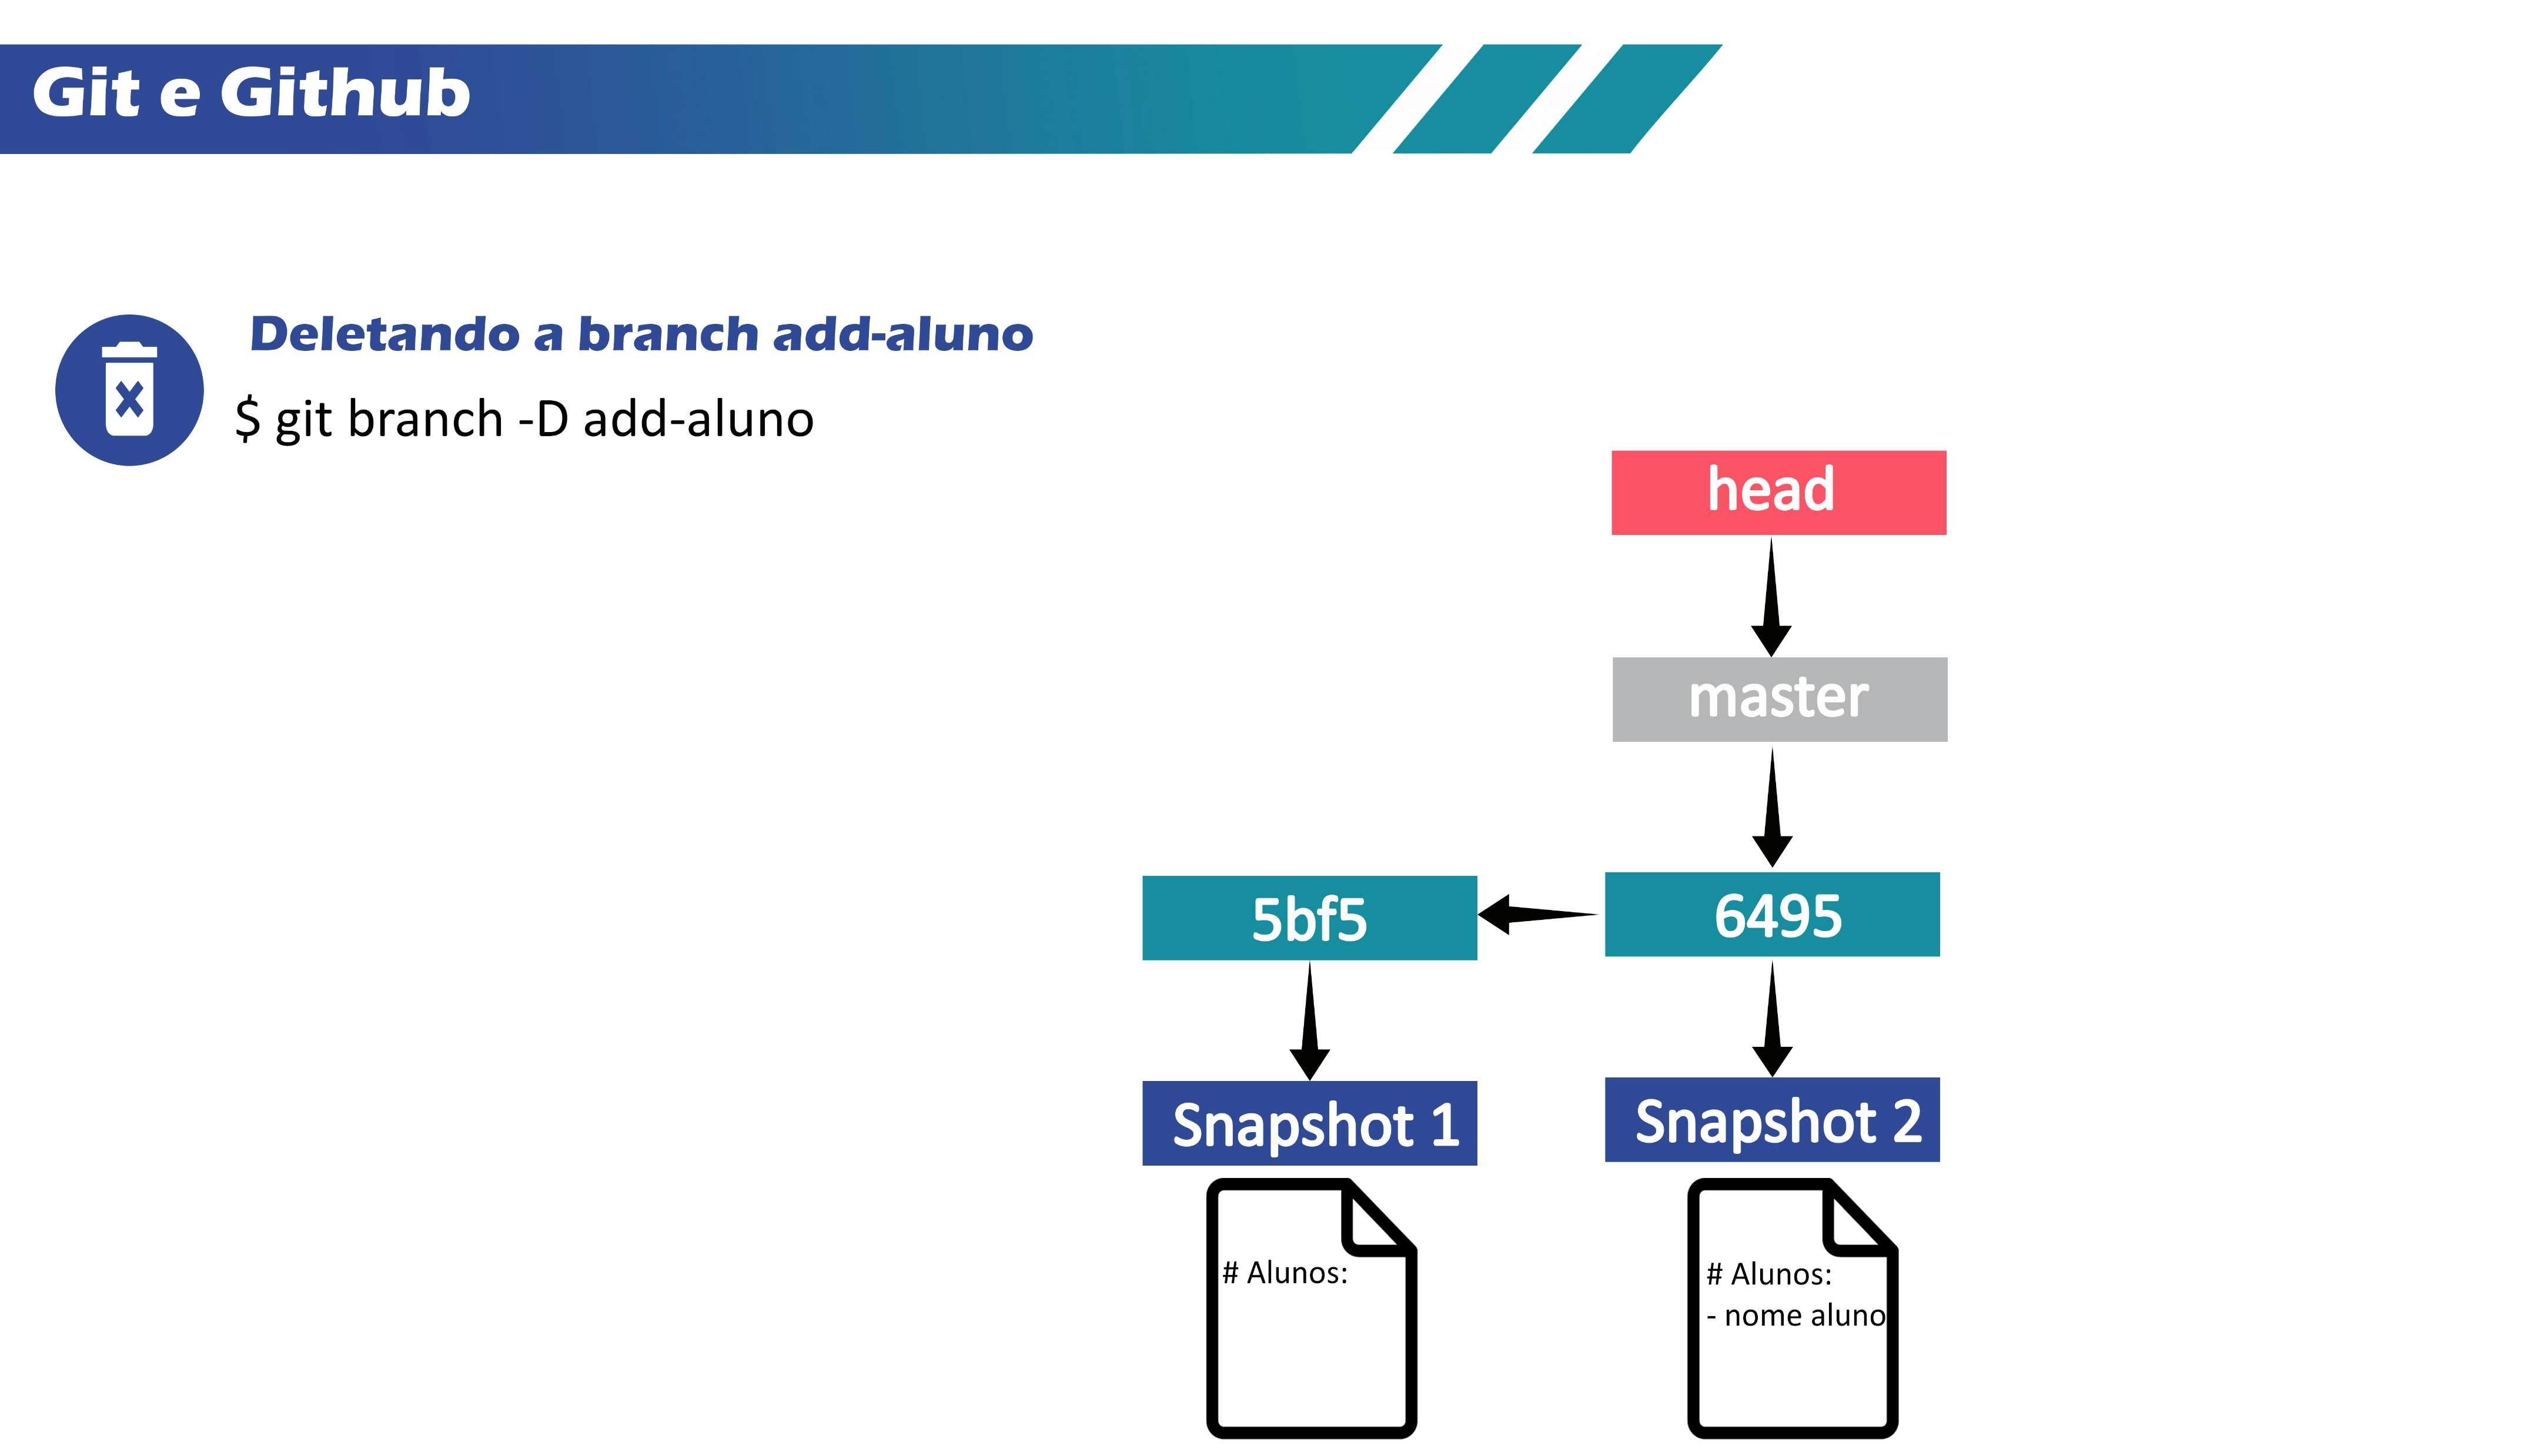 Git e Github
Deletando a branch add-aluno
$ git branch -D add-aluno
head
master
5bf5
6495
Snapshot 1
Snapshot 2
# Alunos:
# Alunos:
- nome aluno